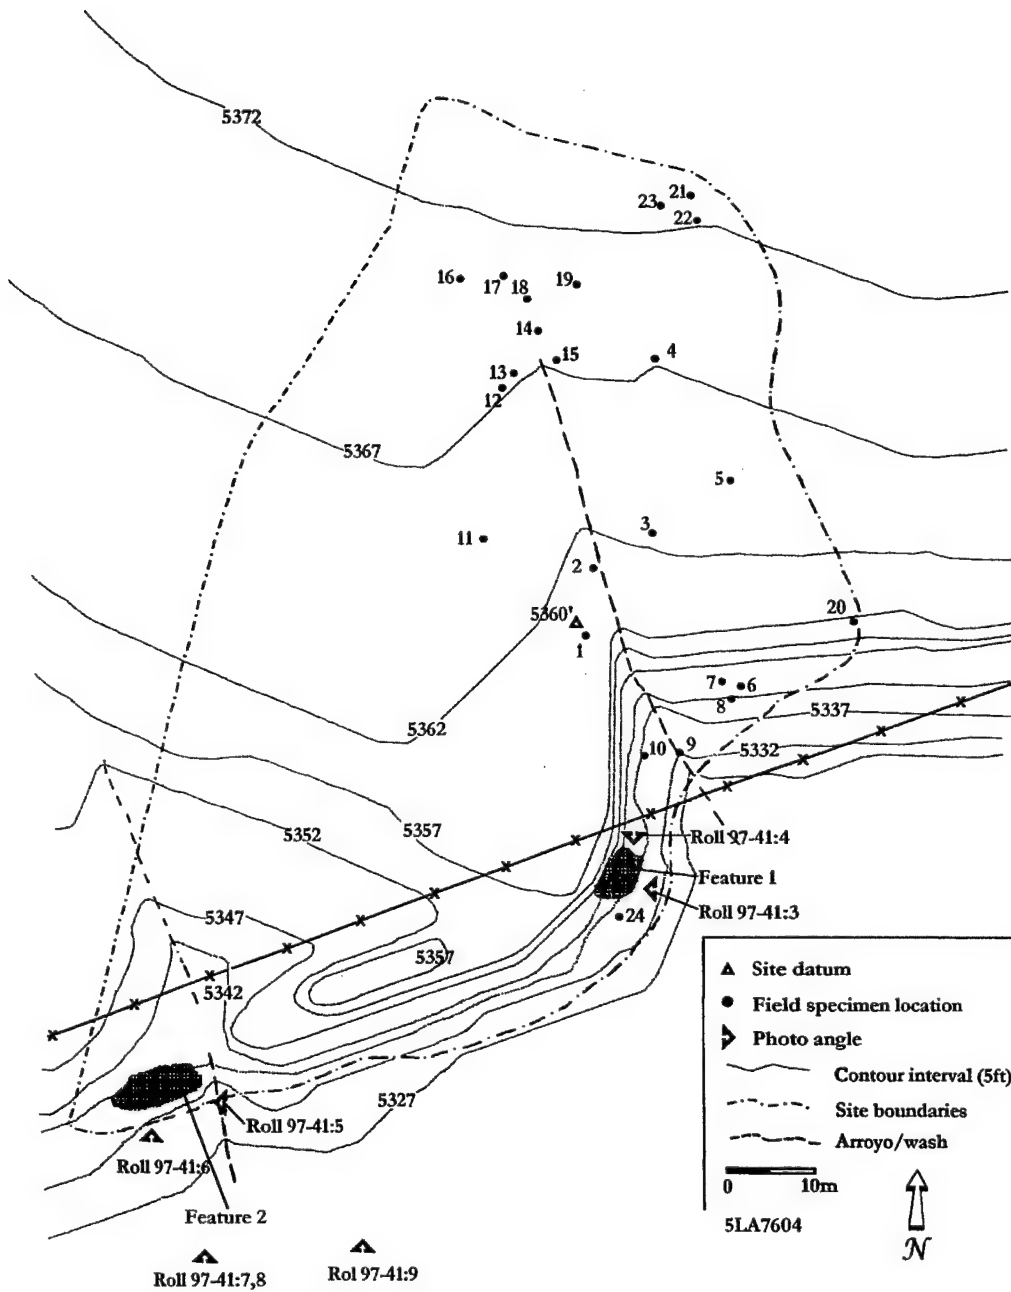 5372
21
23
22
16
17
18
19
14
15
4
13
12
5367
5
3
11
2
20
5360'
1
7
6
8
5337
5362
10
9
5332
5352
5357
Roll 97-41:4
Feature 1
Roll 97-41:3
5347
24
5357
5342
Site datum
Field specimen location
Photo angle
Contour interval (5ft)
5327
Site boundaries
Roll 97-41:5
Arroyo/wash
Roll 97-41:6
0 10m
Feature 2
5LA7604
N
Roll 97-41:7,8
Rol 97-41:9